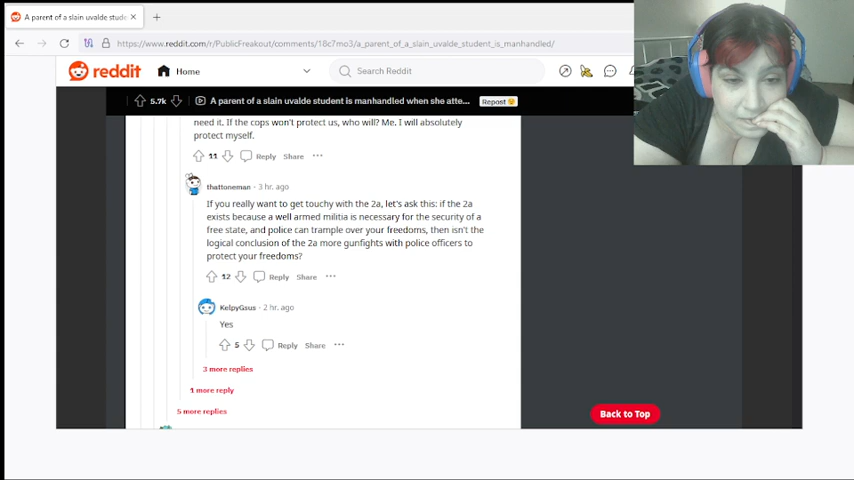 A parent of a slain uvalde stude
https://www.reddit.com/r/PublicFreakout/comments/18c7mo3/a_parent_of_a_slain_uvalde_student_is_manhandled/
reddit
Home
Search Reddit
5.7k
A parent of a slain uvalde student is manhandled when she atte...
Repost
need it. If the cops won't protect us, who will? Me. I will absolutely
protect myself.
11 Reply Share ...
thattoneman · 3 hr. ago
If you really want to get touchy with the 2a, let's ask this: if the 2a
exists because a well armed militia is necessary for the security of a
free state, and police can trample over your freedoms, then isn't the
logical conclusion of the 2a more gunfights with police officers to
protect your freedoms?
12 Reply Share ...
KelpyGsus · 2 hr. ago
Yes
5 Reply Share ...
3 more replies
1 more reply
5 more replies
Back to Top